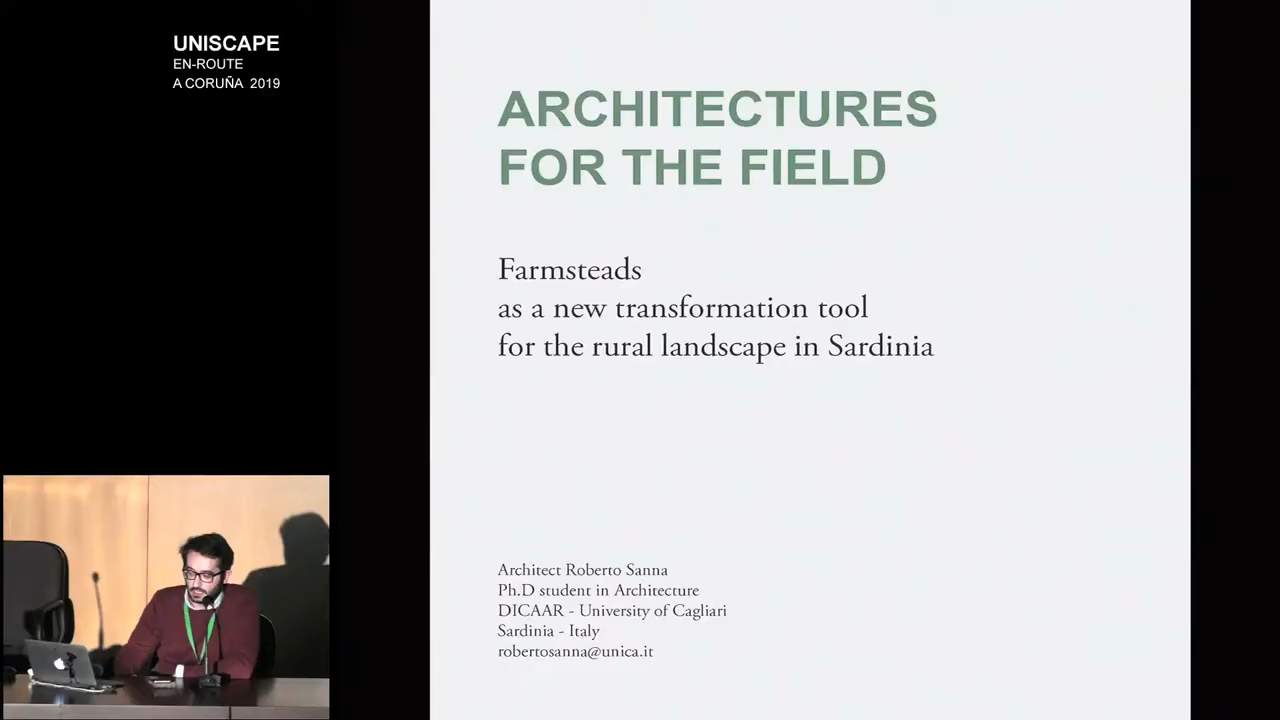 UNISCAPE
EN-ROUTE
A CORUÑA 2019
ARCHITECTURES
FOR THE FIELD
Farmsteads
as a new transformation tool
for the rural landscape in Sardinia
Architect Roberto Sanna
Ph.D student in Architecture
DICAAR - University of Cagliari
Sardinia - Italy
robertosanna@unica.it